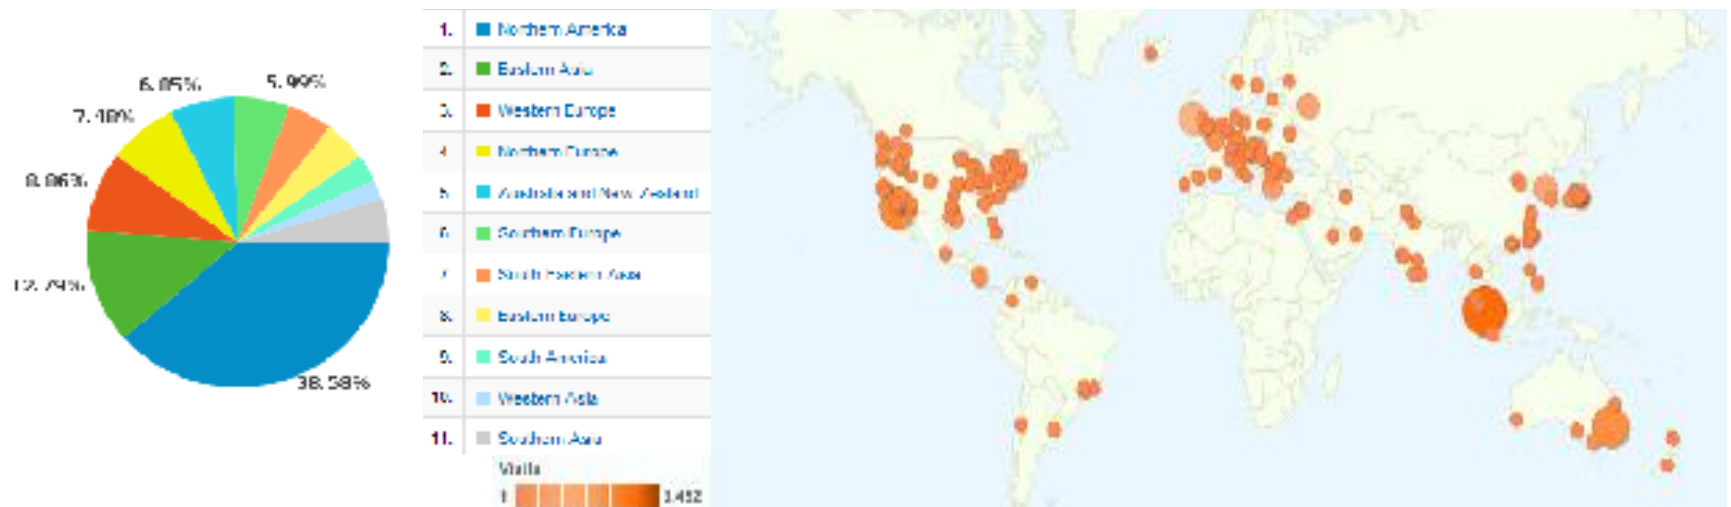 6.85%
5.99%
7.48%
8.86%
12.79%
38.58%
1. Northern America
2. Eastern Asia
3. Western Europe
4. Northern Europe
5. Australia and New Zealand
6. Southern Europe
7. South-Eastern Asia
8. Eastern Europe
9. South America
10. Western Asia
11. Southern Asia
Visits
1